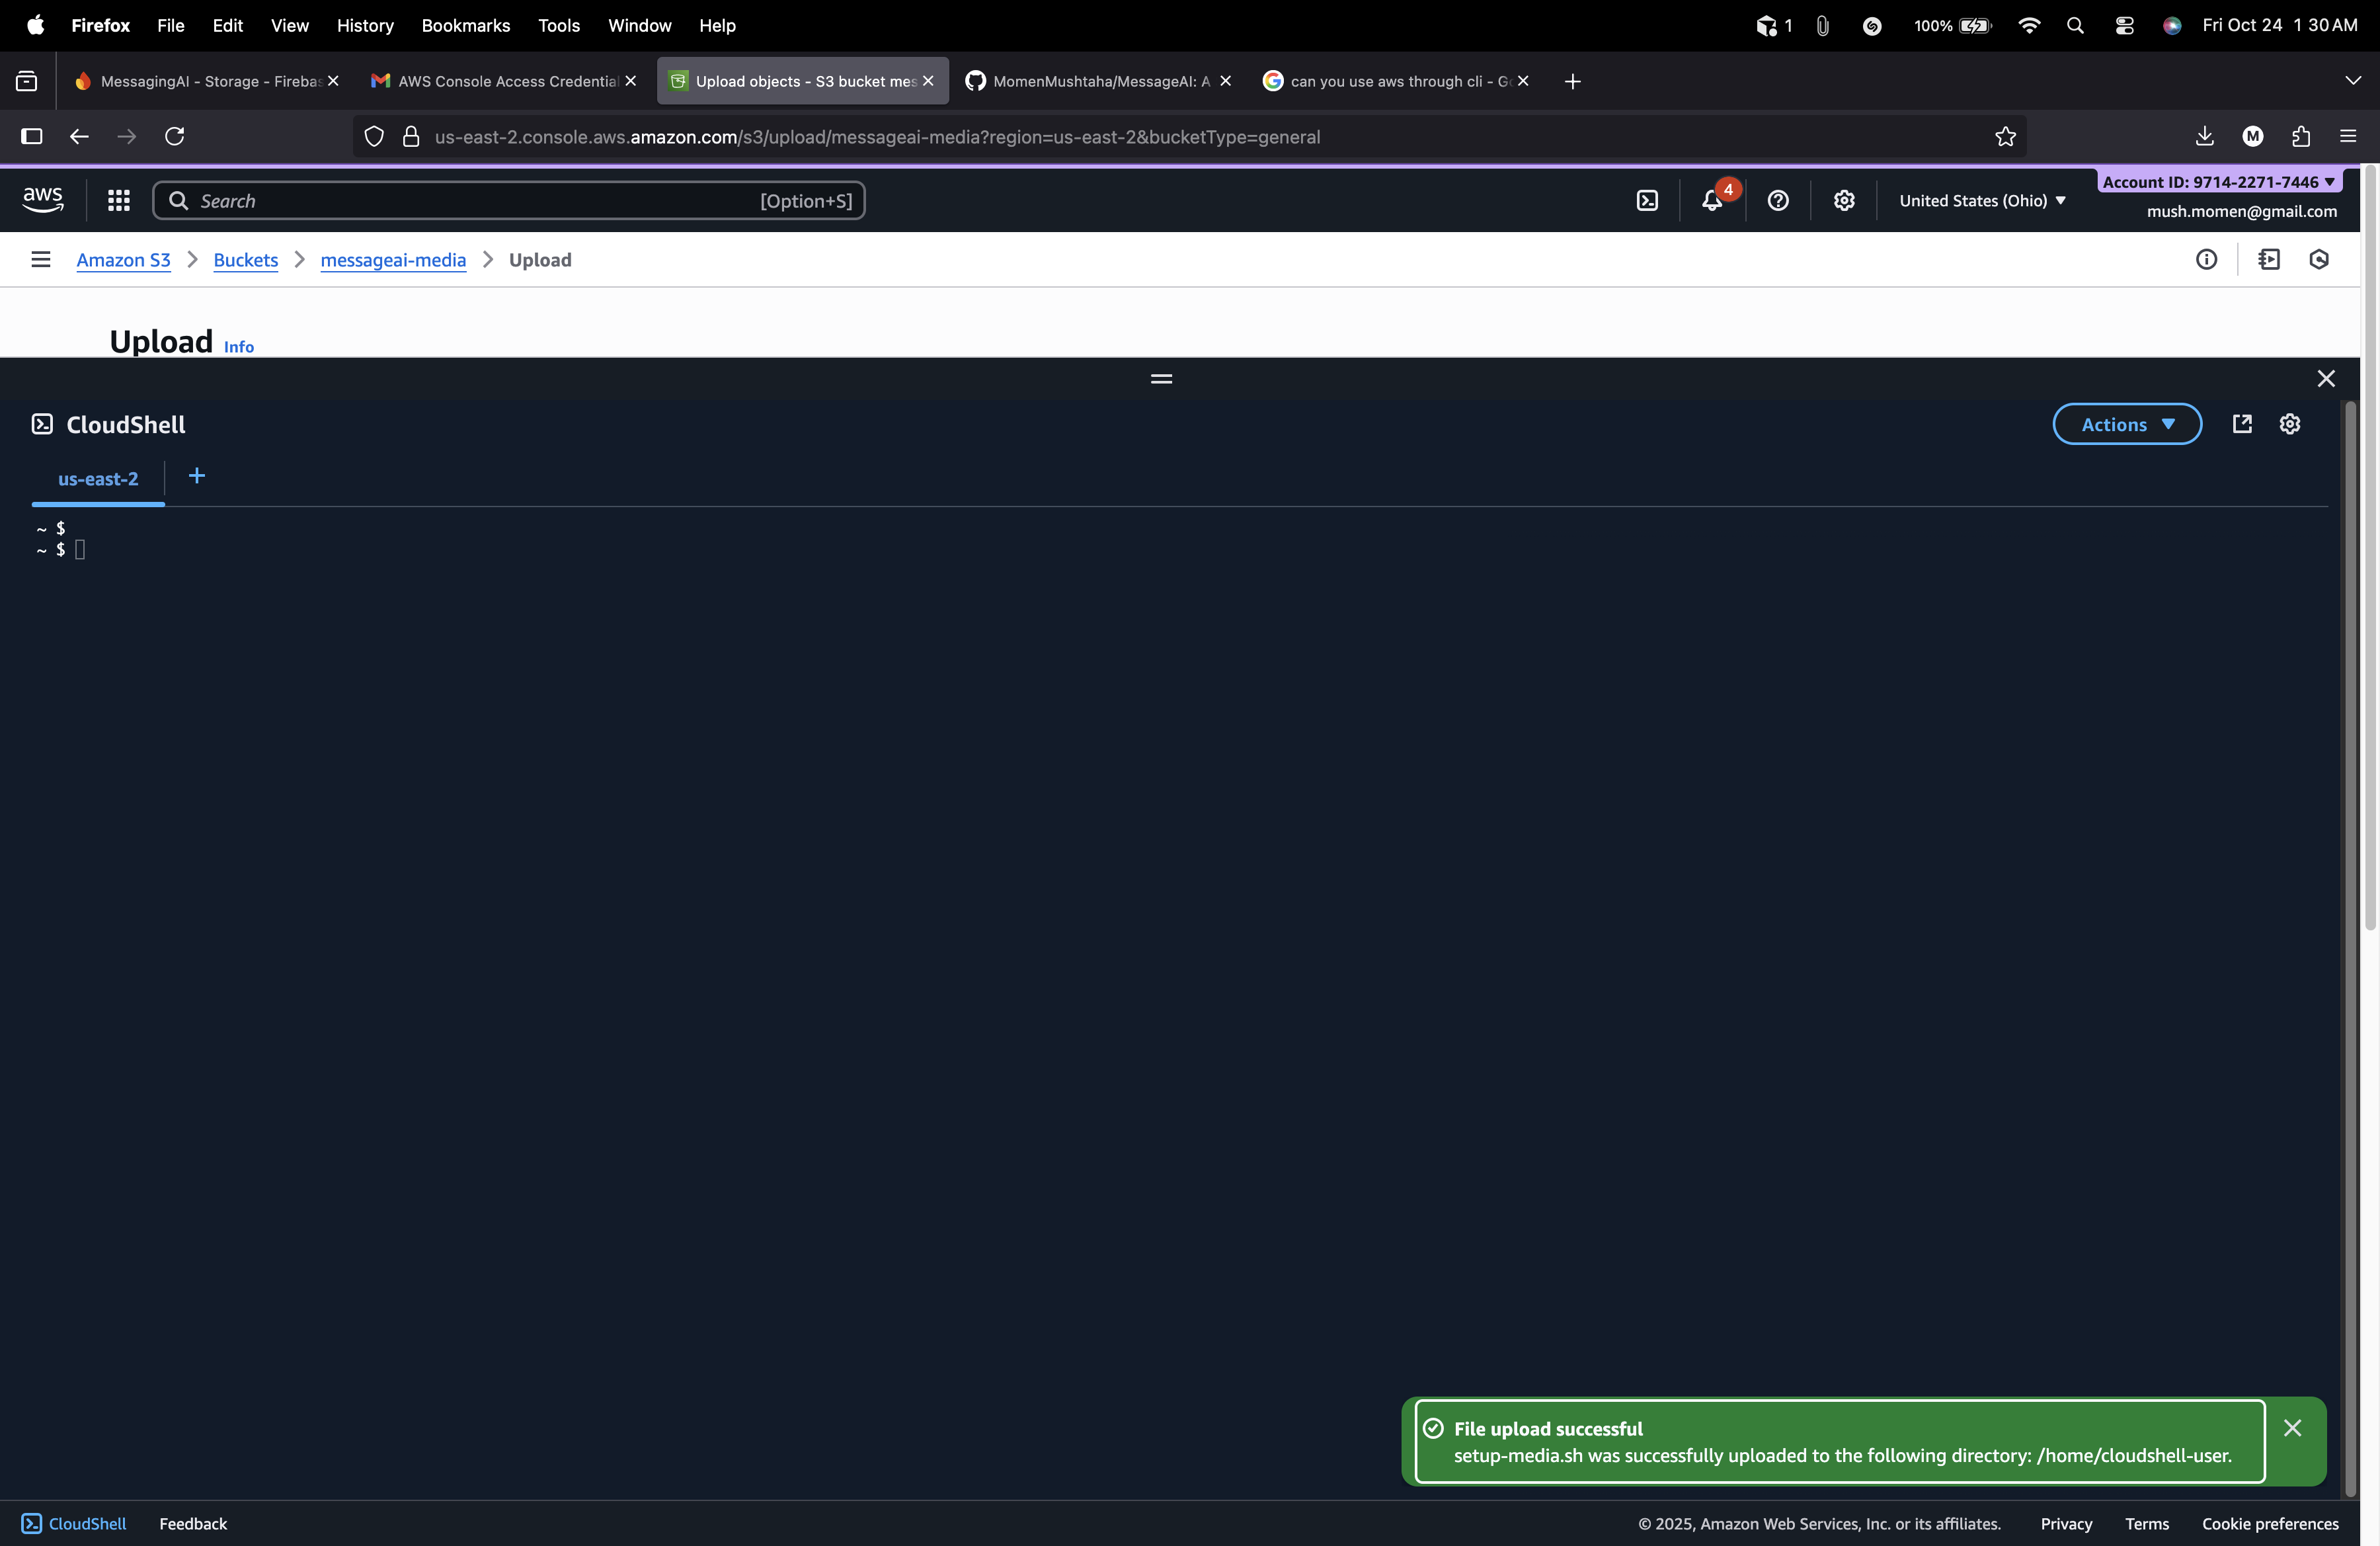 Firefox File Edit View History Bookmarks Tools Window Help 1 100% Fri Oct 24 1 30 AM
MessagingAI - Storage - Firebas AWS Console Access Credential Upload objects - S3 bucket mes MomenMushtaha/MessageAI: A can you use aws through cli - Go
us-east-2.console.aws.amazon.com/s3/upload/messageai-media?region=us-east-2&bucketType=general M
aws Search [Option+S] 4 United States (Ohio) Account ID: 9714-2271-7446
mush.momen@gmail.com
Amazon S3 Buckets messageai-media Upload
Upload Info
CloudShell Actions
us-east-2 +
~ $
~ $
File upload successful
setup-media.sh was successfully uploaded to the following directory: /home/cloudshell-user.
CloudShell Feedback © 2025, Amazon Web Services, Inc. or its affiliates. Privacy Terms Cookie preferences